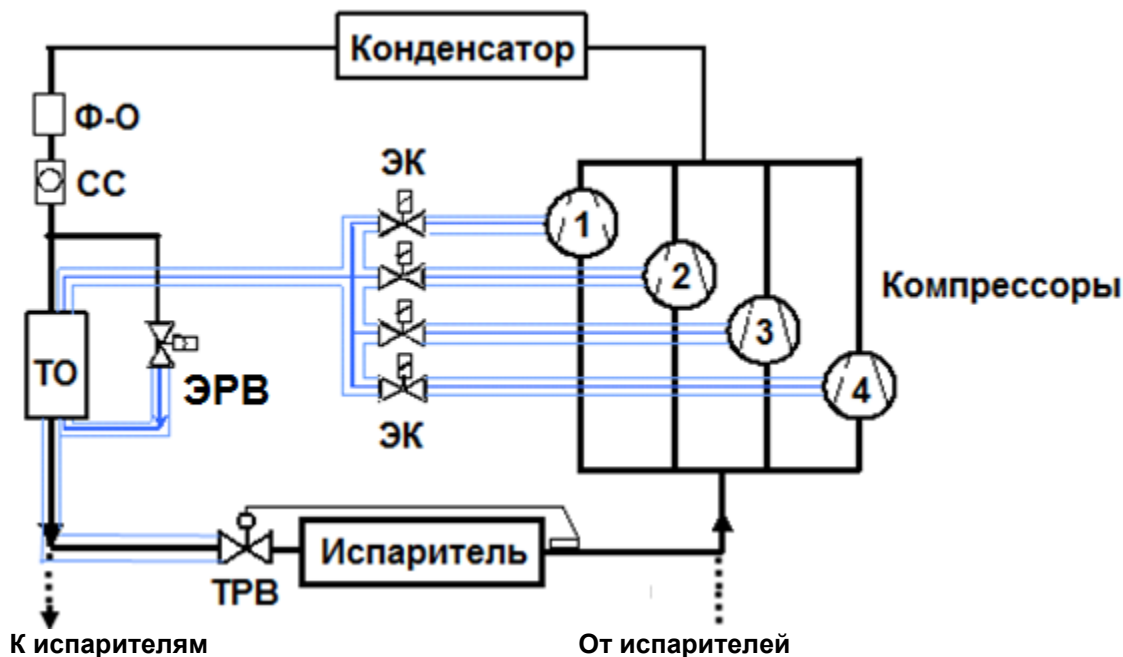 Конденсатор
Ф-О
СС
ЭК
1
2
3
4
Компрессоры
ТО
ЭРВ
ЭК
Испаритель
ТРВ
К испарителям
От испарителей